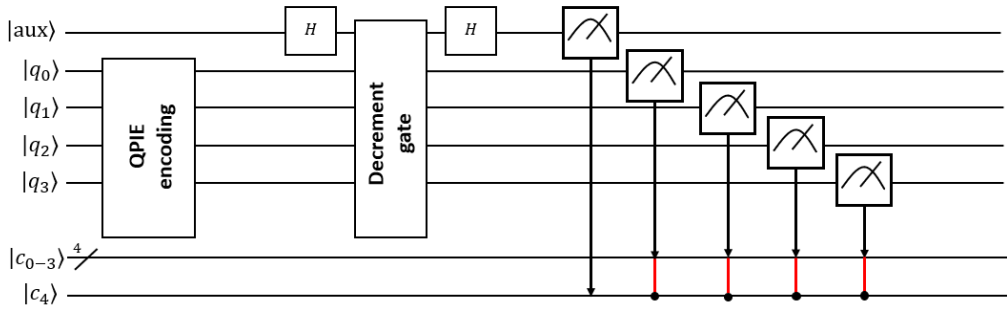 |aux⟩
H
H
|q₀⟩
|q₁⟩
|q₂⟩
|q₃⟩
QPIE
encoding
Decrement
gate
|c₀₋₃⟩ 4
|c₄⟩